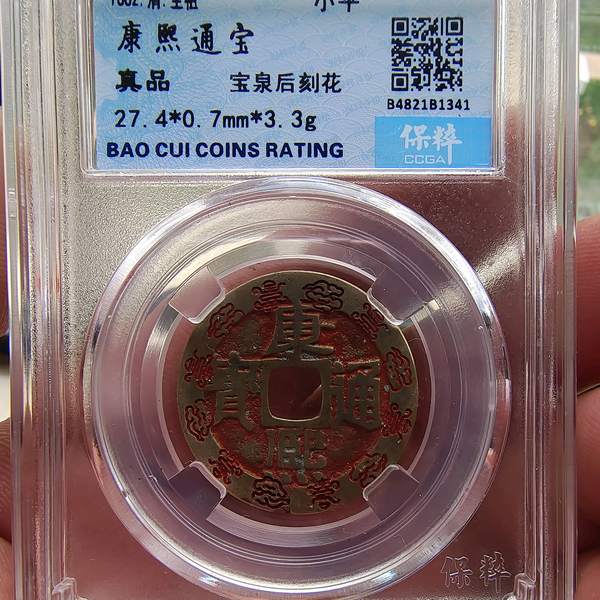 康熙通宝
真品 宝泉后刻花
27.4*0.7mm*3.3g
BAO CUI COINS RATING
B4821B1341
保粹
CCGA
康熙通寶
保粹